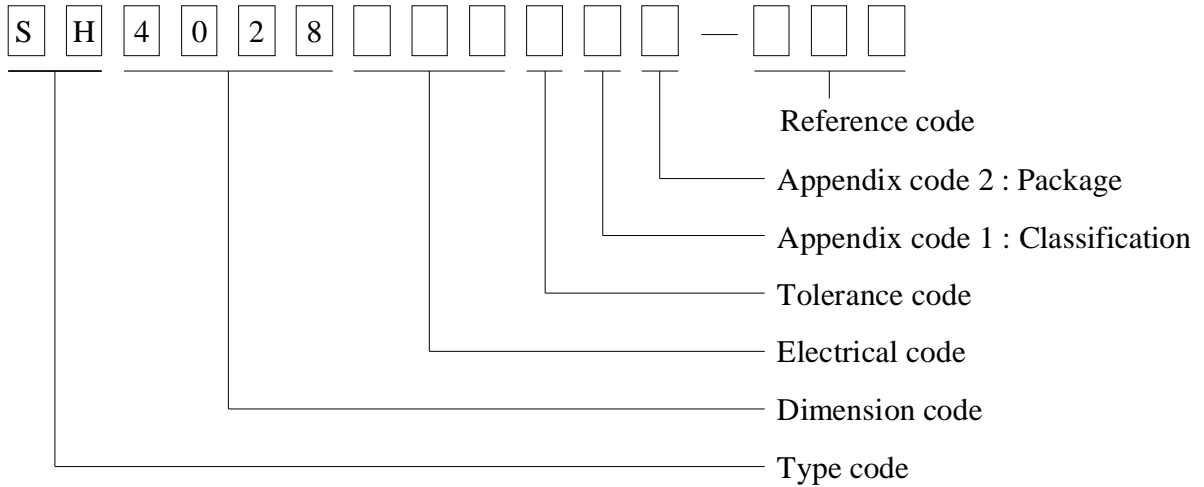 S H 4 0 2 8 —
Reference code
Appendix code 2 : Package
Appendix code 1 : Classification
Tolerance code
Electrical code
Dimension code
Type code